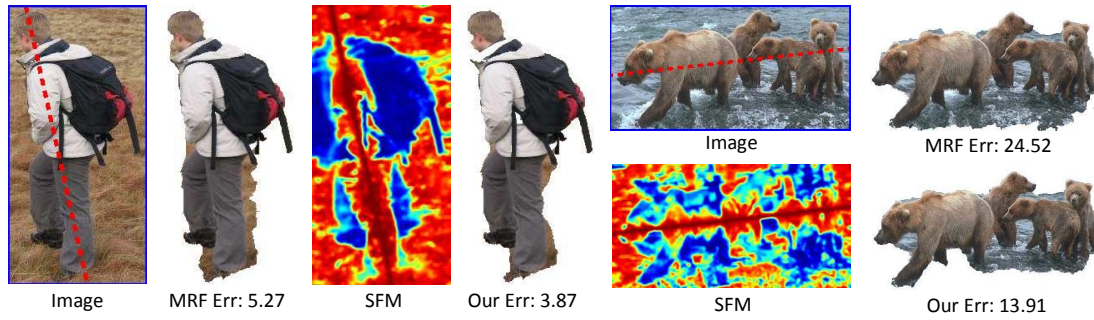 Image
MRF Err: 5.27
SFM
Our Err: 3.87
Image
MRF Err: 24.52
SFM
Our Err: 13.91